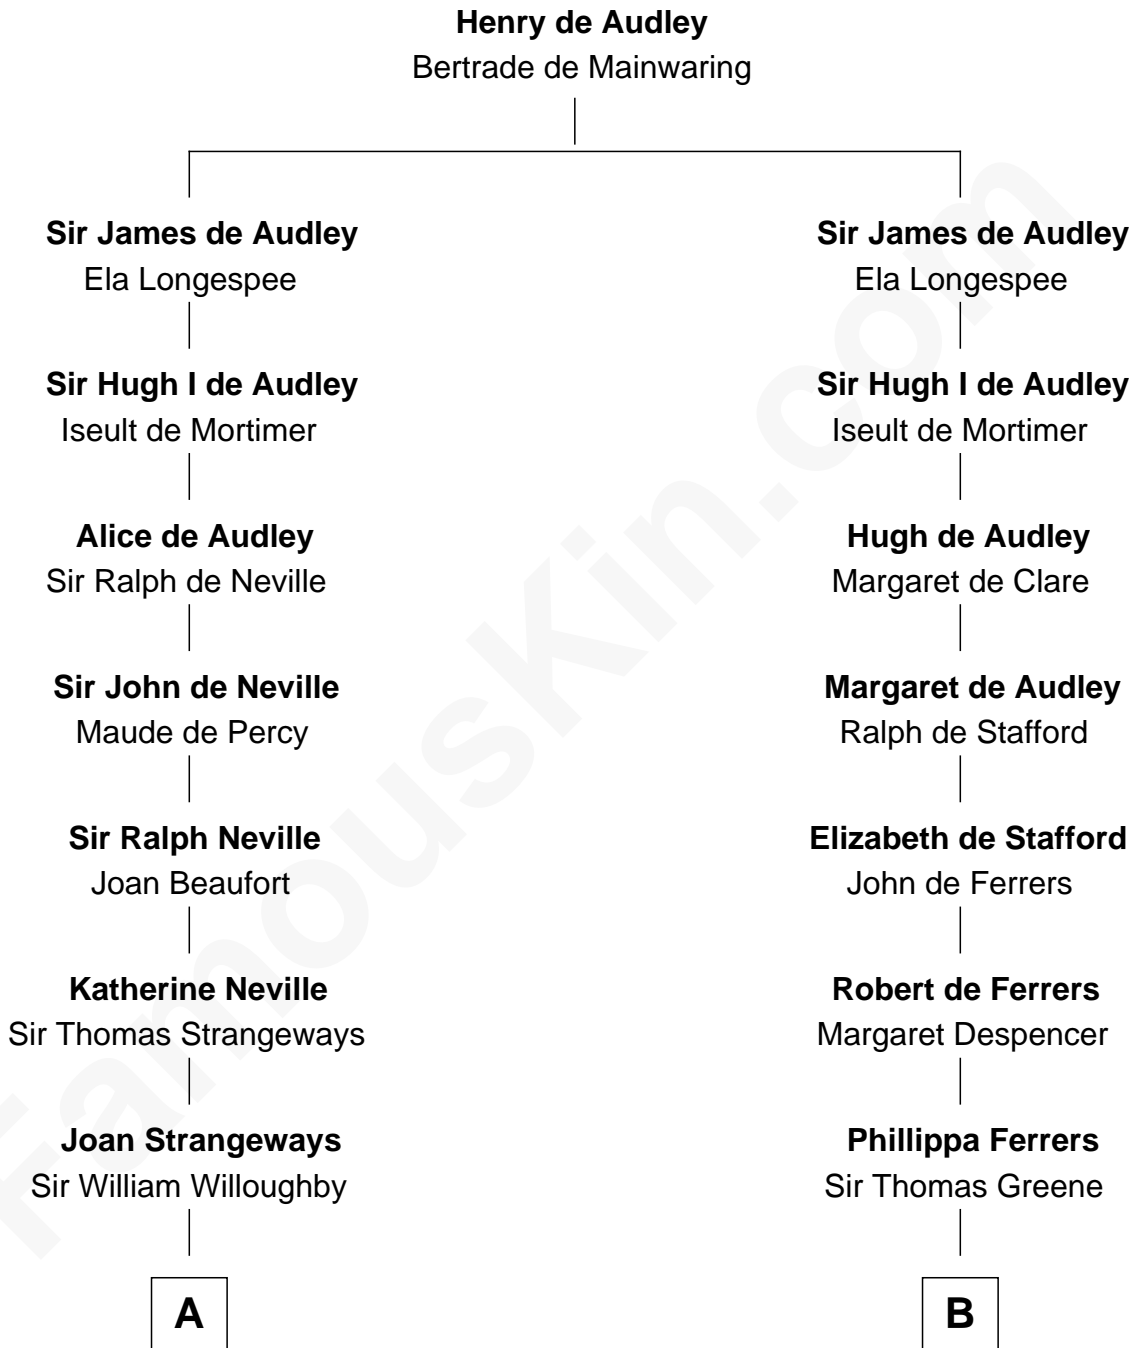 Henry de Audley
Bertrade de Mainwaring
Sir James de Audley
Ela Longespee
Sir Hugh I de Audley
Iseult de Mortimer
Alice de Audley
Sir Ralph de Neville
Sir John de Neville
Maude de Percy
Sir Ralph Neville
Joan Beaufort
Katherine Neville
Sir Thomas Strangeways
Joan Strangeways
Sir William Willoughby
A
Sir James de Audley
Ela Longespee
Sir Hugh I de Audley
Iseult de Mortimer
Hugh de Audley
Margaret de Clare
Margaret de Audley
Ralph de Stafford
Elizabeth de Stafford
John de Ferrers
Robert de Ferrers
Margaret Despencer
Phillippa Ferrers
Sir Thomas Greene
B
FamousKin.com